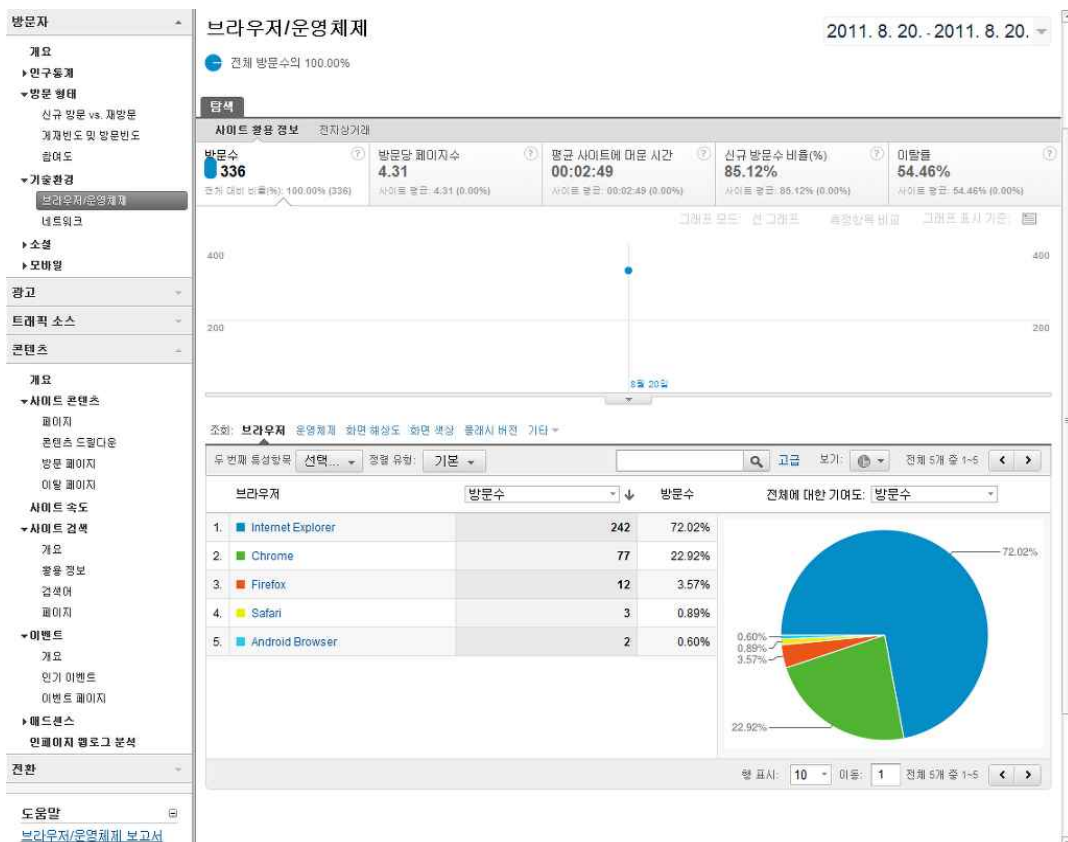 방문자
개요
인구통계
방문 형태
신규 방문 vs. 재방문
게재빈도 및 방문빈도
참여도
기술환경
브라우저/운영체제
네트워크
소셜
모바일
광고
트래픽 소스
콘텐츠
개요
사이트 콘텐츠
페이지
콘텐츠 드릴다운
방문 페이지
이탈 페이지
사이트 속도
사이트 검색
개요
활용 정보
검색어
페이지
이벤트
개요
인기 이벤트
이벤트 페이지
애드센스
인페이지 웹로그 분석
전환
도움말
브라우저/운영체제 보고서
브라우저/운영체제
2011. 8. 20. - 2011. 8. 20.
전체 방문수의 100.00%
탐색
사이트 활용 정보 전자상거래
방문수
336
전체 대비 비율(%): 100.00% (336)
방문당 페이지수
4.31
사이트 평균: 4.31 (0.00%)
평균 사이트에 머문 시간
00:02:49
사이트 평균: 00:02:49 (0.00%)
신규 방문수 비율(%)
85.12%
사이트 평균: 85.12% (0.00%)
이탈률
54.46%
사이트 평균: 54.46% (0.00%)
그래프 모드: 선 그래프 측정항목 비교 그래프 표시 기준:
400 400
200 200
8월 20일
조회: 브라우저 운영체제 화면 해상도 화면 색상 플래시 버전 기타
두 번째 측정항목 선택... 정렬 유형: 기본 고급 보기: 전체 5개 중 1~5
브라우저 방문수 방문수 전체에 대한 기여도: 방문수
1. Internet Explorer 242 72.02%
2. Chrome 77 22.92%
3. Firefox 12 3.57%
4. Safari 3 0.89%
5. Android Browser 2 0.60%
72.02%
0.60%
0.89%
3.57%
22.92%
행 표시: 10 이동: 1 전체 5개 중 1~5